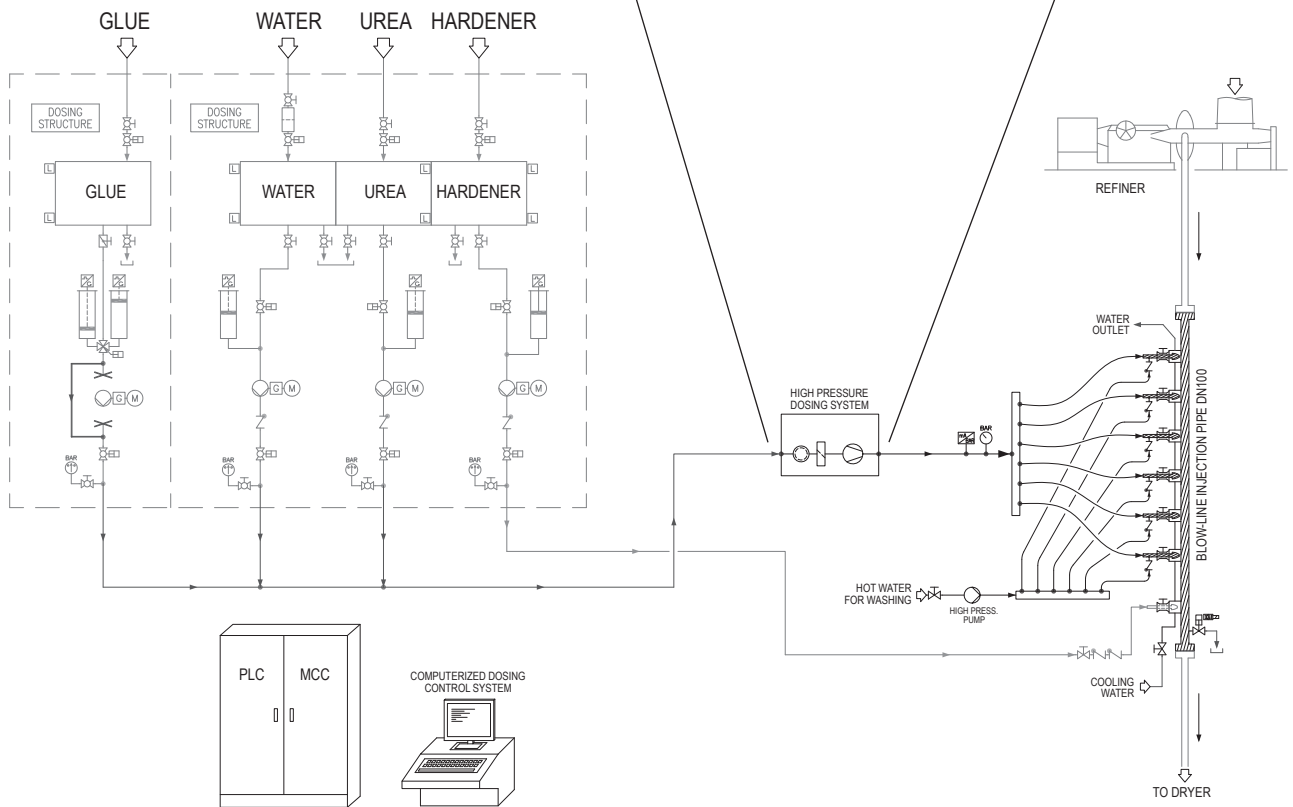 GLUE
WATER
UREA
HARDENER
DOSING
STRUCTURE
DOSING
STRUCTURE
GLUE
WATER
UREA
HARDENER
L
L
L
L
L
L
L
L
G
M
G
M
G
M
G
M
BAR
BAR
BAR
BAR
HIGH PRESSURE
DOSING SYSTEM
BAR
REFINER
WATER
OUTLET
BLOW-LINE INJECTION PIPE DN100
HOT WATER
FOR WASHING
HIGH PRESS.
PUMP
COOLING
WATER
TO DRYER
PLC
MCC
COMPUTERIZED DOSING
CONTROL SYSTEM